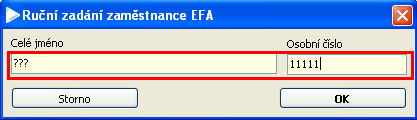 Ruční zadání zaměstnance EFA
Celé jméno Osobní číslo
??? 11111
Storno OK